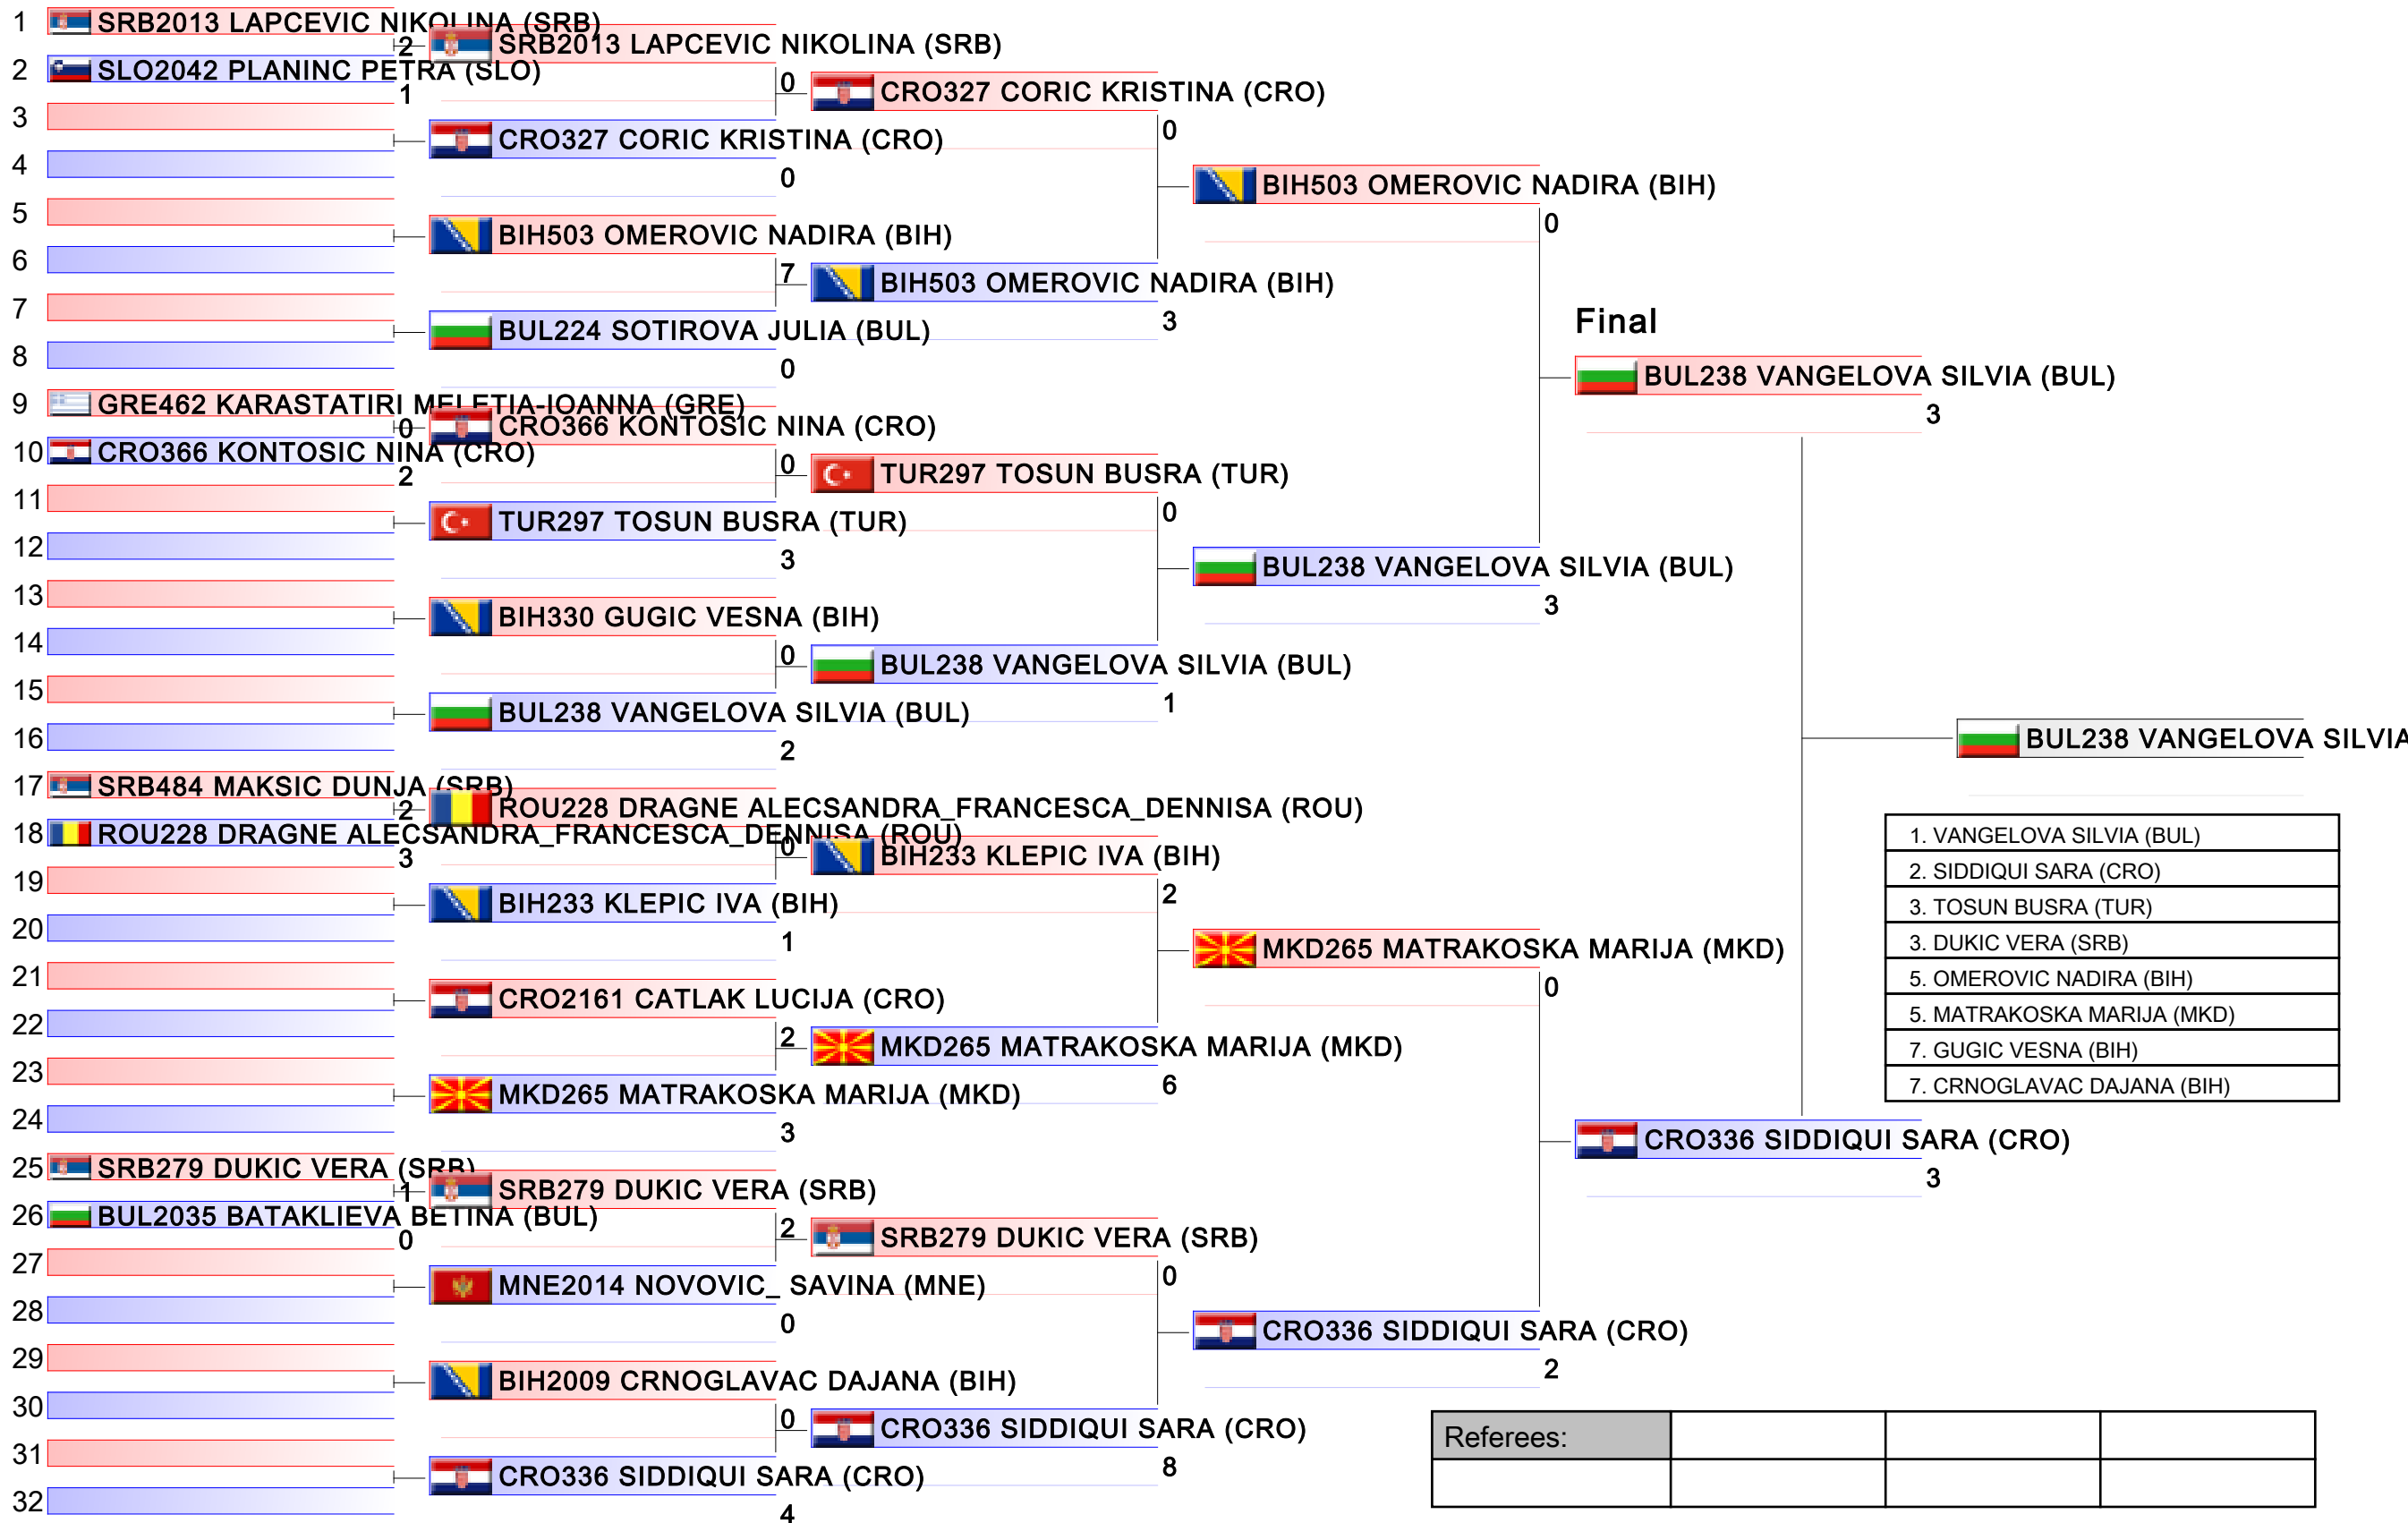 1 SRB2013 LAPCEVIC NIKOLINA (SRB)
2
2 SLO2042 PLANINC PETRA (SLO)
1
3
4
5
6
7
8
9 GRE462 KARASTATIRI MELETIA-IOANNA (GRE)
0
10 CRO366 KONTOSIC NINA (CRO)
2
11
12
13
14
15
16
17 SRB484 MAKSIC DUNJA (SRB)
2
18 ROU228 DRAGNE ALECSANDRA_FRANCESCA_DENNISA (ROU)
3
19
20
21
22
23
24
25 SRB279 DUKIC VERA (SRB)
1
26 BUL2035 BATAKLIEVA BETINA (BUL)
0
27
28
29
30
31
32
SRB2013 LAPCEVIC NIKOLINA (SRB)
0
CRO327 CORIC KRISTINA (CRO)
0
BIH503 OMEROVIC NADIRA (BIH)
7
BUL224 SOTIROVA JULIA (BUL)
0
CRO366 KONTOSIC NINA (CRO)
0
TUR297 TOSUN BUSRA (TUR)
3
BIH330 GUGIC VESNA (BIH)
0
BUL238 VANGELOVA SILVIA (BUL)
2
ROU228 DRAGNE ALECSANDRA_FRANCESCA_DENNISA (ROU)
0
BIH233 KLEPIC IVA (BIH)
1
CRO2161 CATLAK LUCIJA (CRO)
2
MKD265 MATRAKOSKA MARIJA (MKD)
3
SRB279 DUKIC VERA (SRB)
2
MNE2014 NOVOVIC_ SAVINA (MNE)
0
BIH2009 CRNOGLAVAC DAJANA (BIH)
0
CRO336 SIDDIQUI SARA (CRO)
4
CRO327 CORIC KRISTINA (CRO)
0
BIH503 OMEROVIC NADIRA (BIH)
3
TUR297 TOSUN BUSRA (TUR)
0
BUL238 VANGELOVA SILVIA (BUL)
1
BIH233 KLEPIC IVA (BIH)
2
MKD265 MATRAKOSKA MARIJA (MKD)
6
SRB279 DUKIC VERA (SRB)
0
CRO336 SIDDIQUI SARA (CRO)
8
BIH503 OMEROVIC NADIRA (BIH)
0
BUL238 VANGELOVA SILVIA (BUL)
3
MKD265 MATRAKOSKA MARIJA (MKD)
0
CRO336 SIDDIQUI SARA (CRO)
2
Final
BUL238 VANGELOVA SILVIA (BUL)
3
CRO336 SIDDIQUI SARA (CRO)
3
BUL238 VANGELOVA SILVIA
1. VANGELOVA SILVIA (BUL)
2. SIDDIQUI SARA (CRO)
3. TOSUN BUSRA (TUR)
3. DUKIC VERA (SRB)
5. OMEROVIC NADIRA (BIH)
5. MATRAKOSKA MARIJA (MKD)
7. GUGIC VESNA (BIH)
7. CRNOGLAVAC DAJANA (BIH)
Referees: